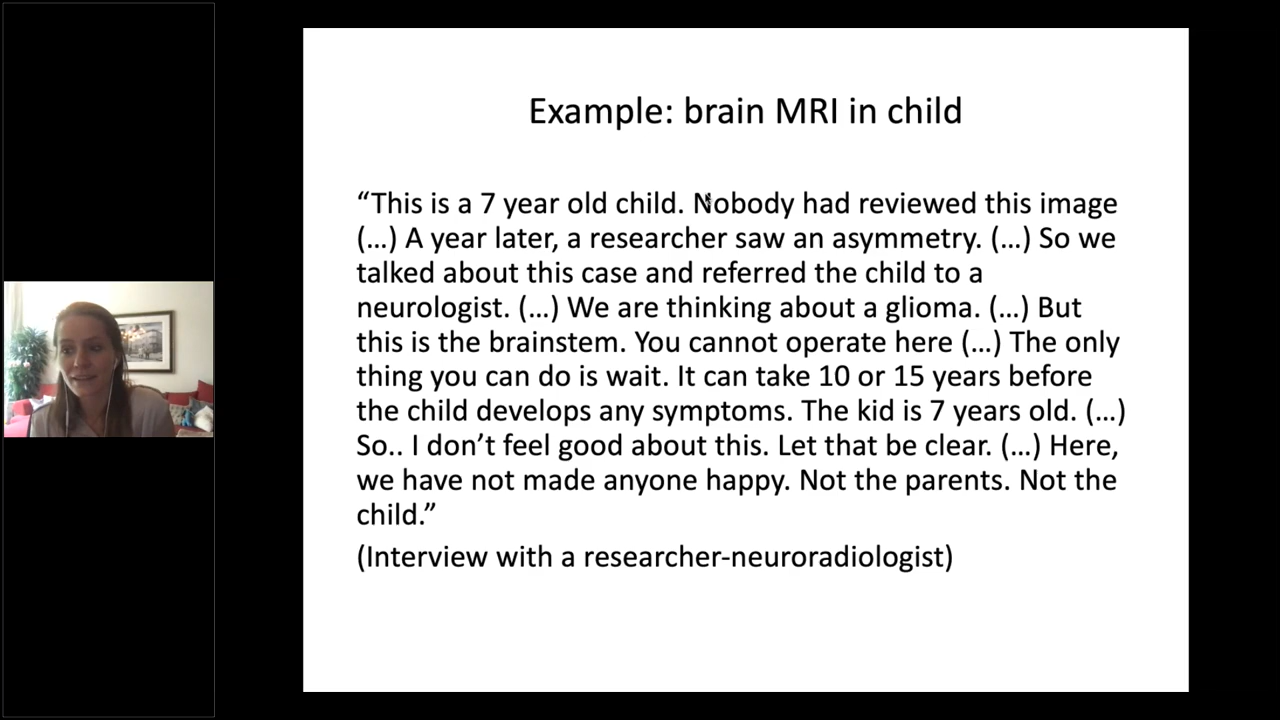 Example: brain MRI in child
“This is a 7 year old child. Nobody had reviewed this image
(…) A year later, a researcher saw an asymmetry. (…) So we
talked about this case and referred the child to a
neurologist. (…) We are thinking about a glioma. (…) But
this is the brainstem. You cannot operate here (…) The only
thing you can do is wait. It can take 10 or 15 years before
the child develops any symptoms. The kid is 7 years old. (…)
So.. I don’t feel good about this. Let that be clear. (…) Here,
we have not made anyone happy. Not the parents. Not the
child.”
(Interview with a researcher-neuroradiologist)